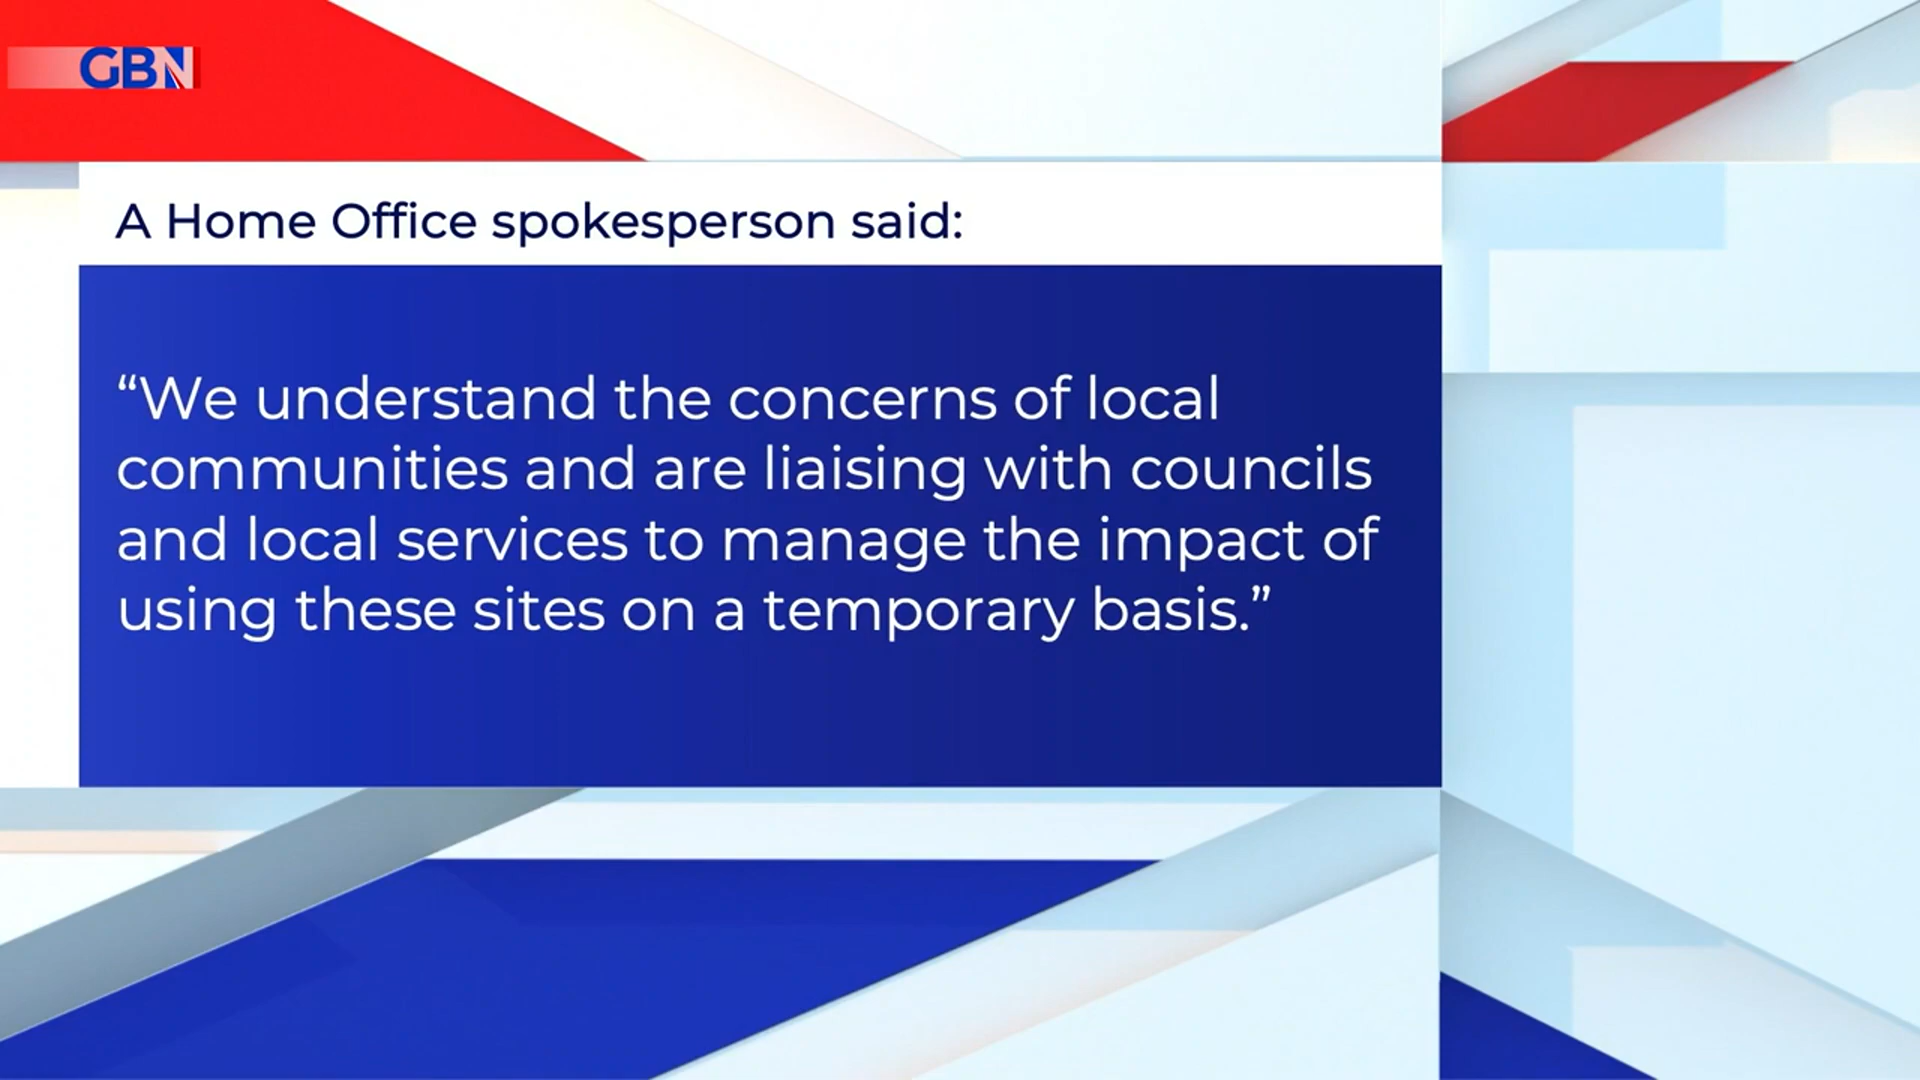 GBN
A Home Office spokesperson said:
“We understand the concerns of local
communities and are liaising with councils
and local services to manage the impact of
using these sites on a temporary basis.”